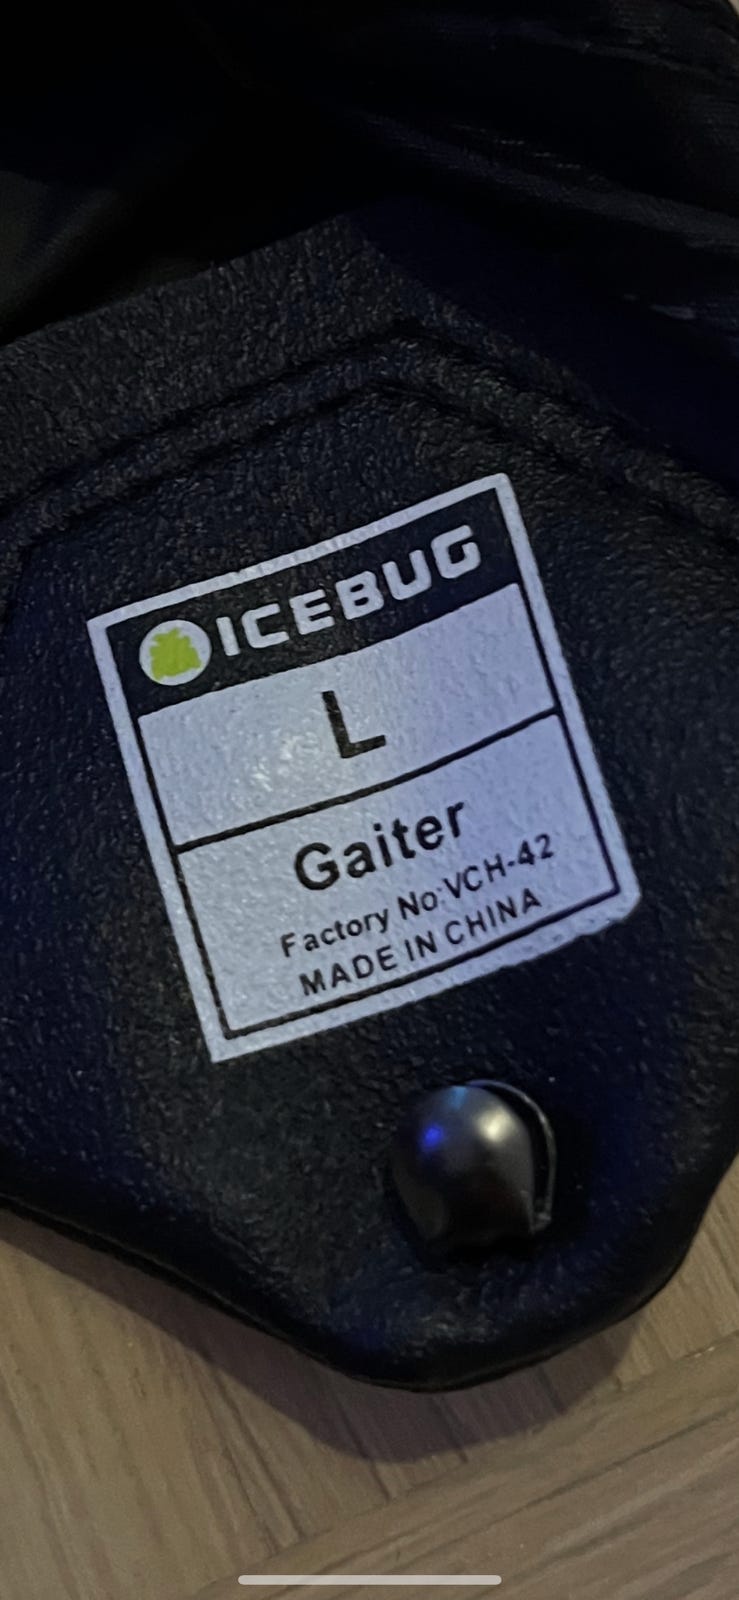 ICEBUG
L
Gaiter
Factory No:VCH-42
MADE IN CHINA